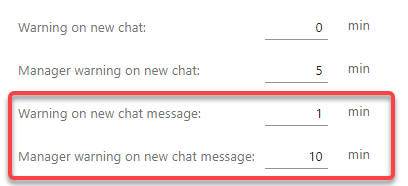 Warning on new chat: 0 min
Manager warning on new chat: 5 min
Warning on new chat message: 1 min
Manager warning on new chat message: 10 min